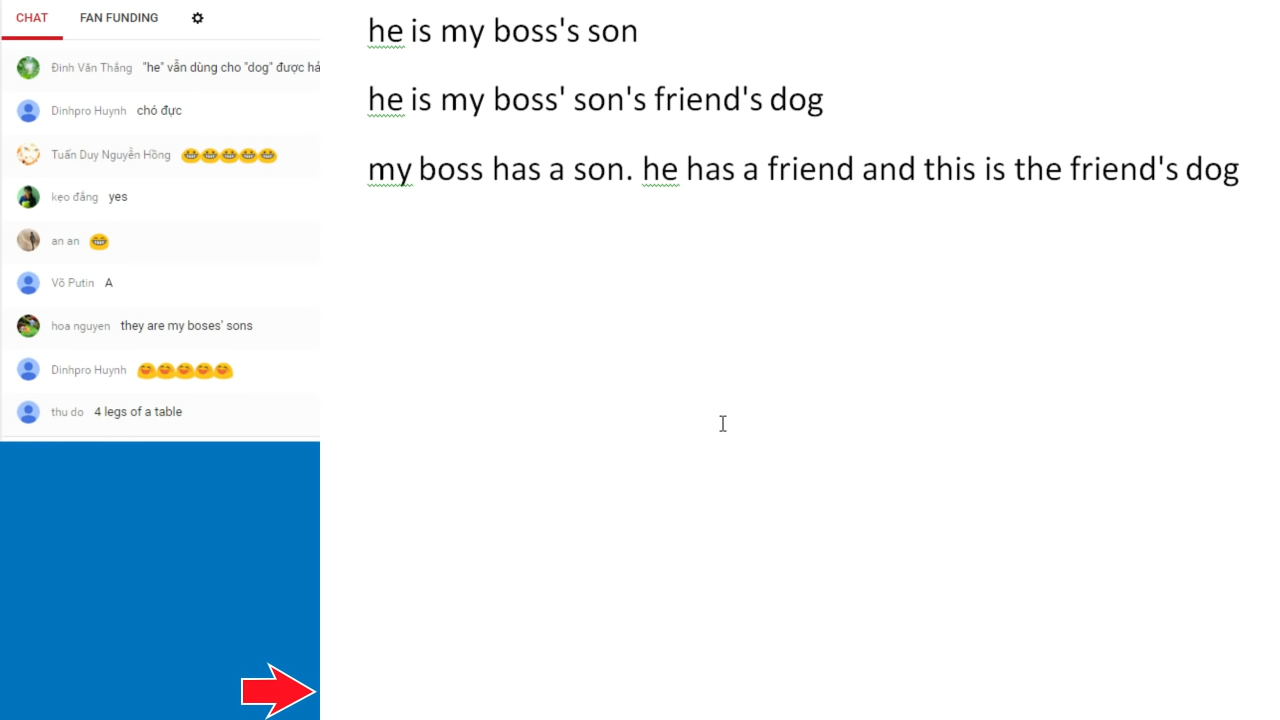 CHAT FAN FUNDING
Đinh Văn Thắng "he" vẫn dùng cho "dog" được hả
Dinhpro Huynh chó đực
Tuấn Duy Nguyễn Hồng 😁😁😁😁😁
kẹo đắng yes
an an 😁
Võ Putin A
hoa nguyen they are my boses' sons
Dinhpro Huynh 😊😊😊😊😊
thu do 4 legs of a table
he is my boss's son
he is my boss' son's friend's dog
my boss has a son. he has a friend and this is the friend's dog